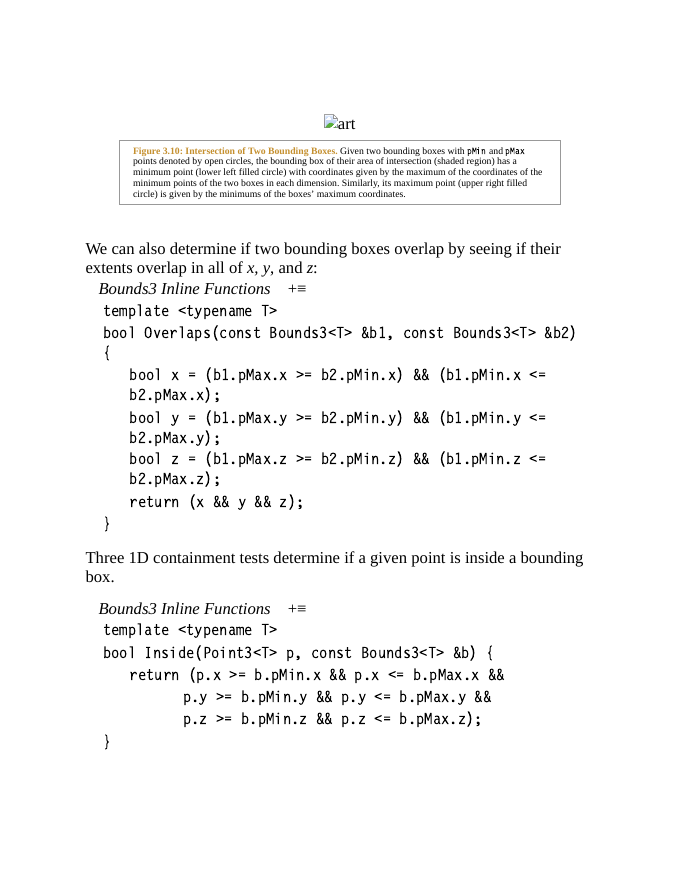 art
Figure 3.10: Intersection of Two Bounding Boxes. Given two bounding boxes with pMin and pMax
points denoted by open circles, the bounding box of their area of intersection (shaded region) has a
minimum point (lower left filled circle) with coordinates given by the maximum of the coordinates of the
minimum points of the two boxes in each dimension. Similarly, its maximum point (upper right filled
circle) is given by the minimums of the boxes’ maximum coordinates.
We can also determine if two bounding boxes overlap by seeing if their
extents overlap in all of x, y, and z:
Bounds3 Inline Functions +≡
template <typename T>
bool Overlaps(const Bounds3<T> &b1, const Bounds3<T> &b2)
{
bool x = (b1.pMax.x >= b2.pMin.x) && (b1.pMin.x <=
b2.pMax.x);
bool y = (b1.pMax.y >= b2.pMin.y) && (b1.pMin.y <=
b2.pMax.y);
bool z = (b1.pMax.z >= b2.pMin.z) && (b1.pMin.z <=
b2.pMax.z);
return (x && y && z);
}
Three 1D containment tests determine if a given point is inside a bounding
box.
Bounds3 Inline Functions +≡
template <typename T>
bool Inside(Point3<T> p, const Bounds3<T> &b) {
return (p.x >= b.pMin.x && p.x <= b.pMax.x &&
p.y >= b.pMin.y && p.y <= b.pMax.y &&
p.z >= b.pMin.z && p.z <= b.pMax.z);
}